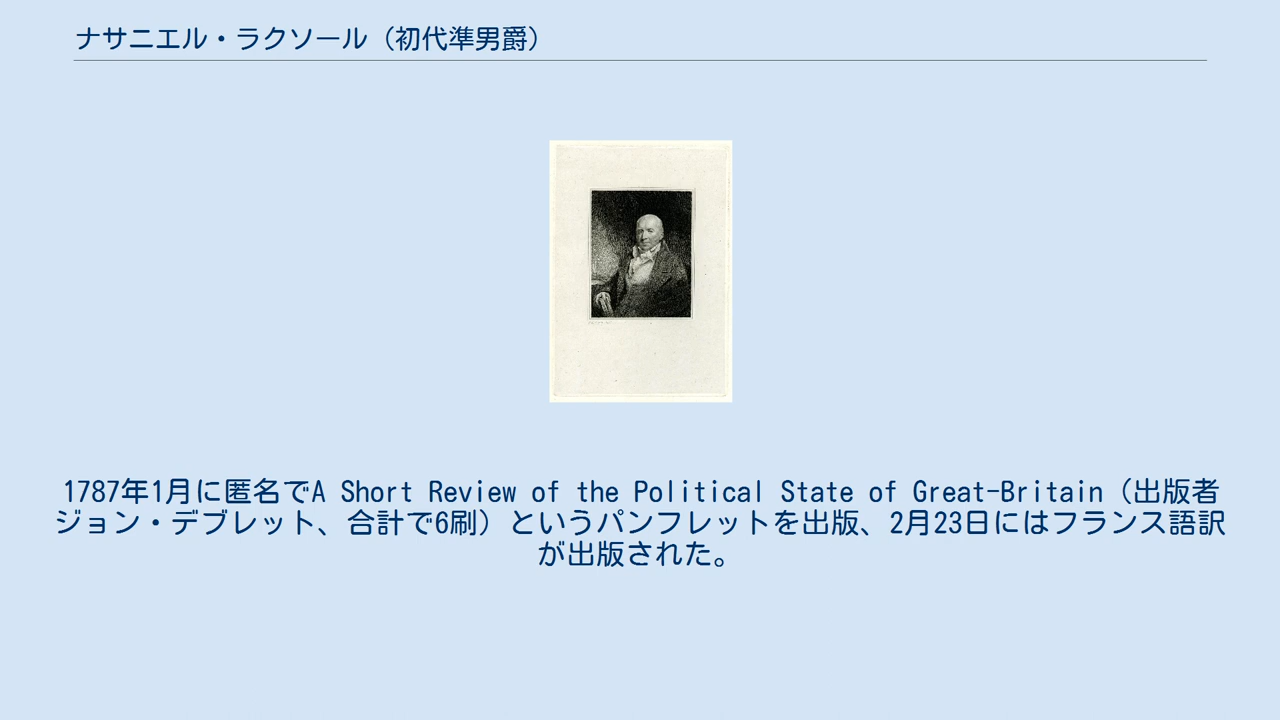 ナサニエル・ラクソール（初代準男爵）
1787年1月に匿名でA Short Review of the Political State of Great-Britain（出版者
ジョン・デブレット、合計で6刷）というパンフレットを出版、2月23日にはフランス語訳
が出版された。